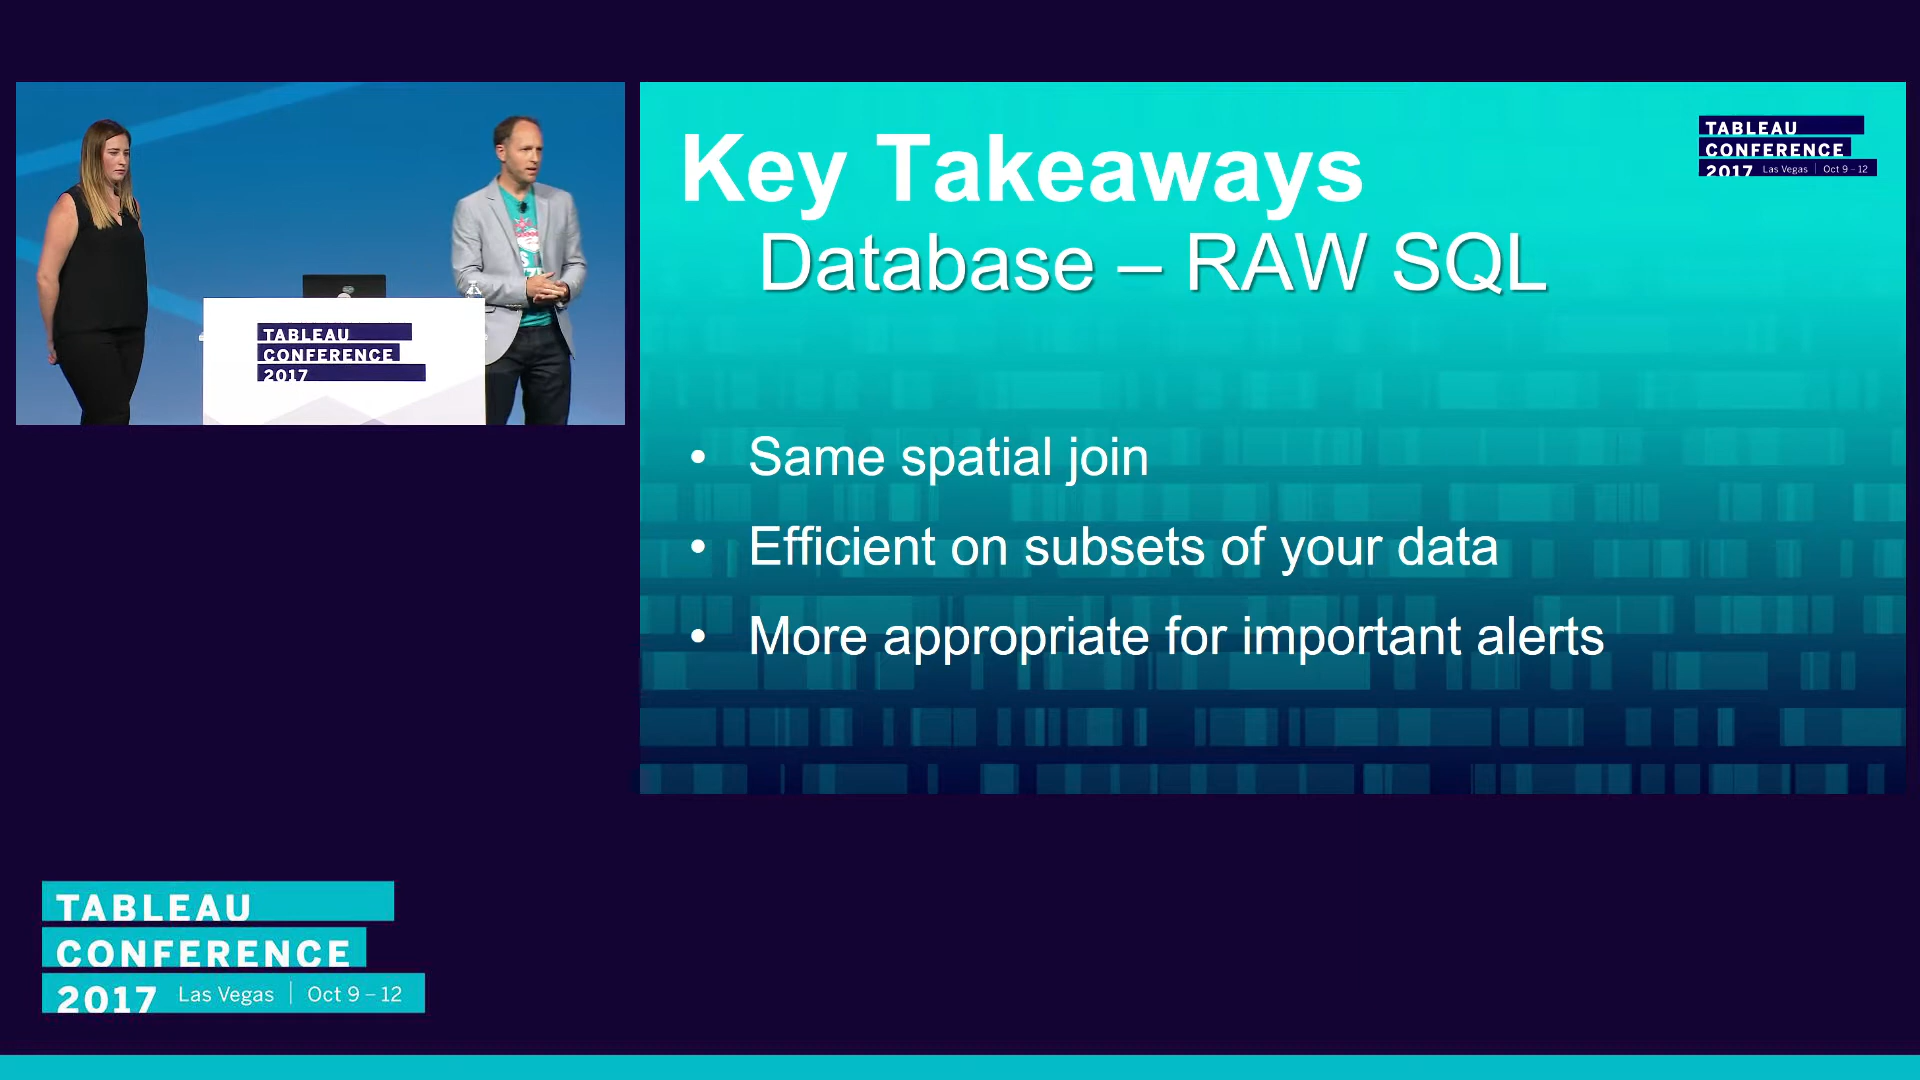 TABLEAU
CONFERENCE
2017
Key Takeaways
Database – RAW SQL
TABLEAU
CONFERENCE
2017 Las Vegas | Oct 9 – 12
• Same spatial join
• Efficient on subsets of your data
• More appropriate for important alerts
TABLEAU
CONFERENCE
2017 Las Vegas | Oct 9 – 12